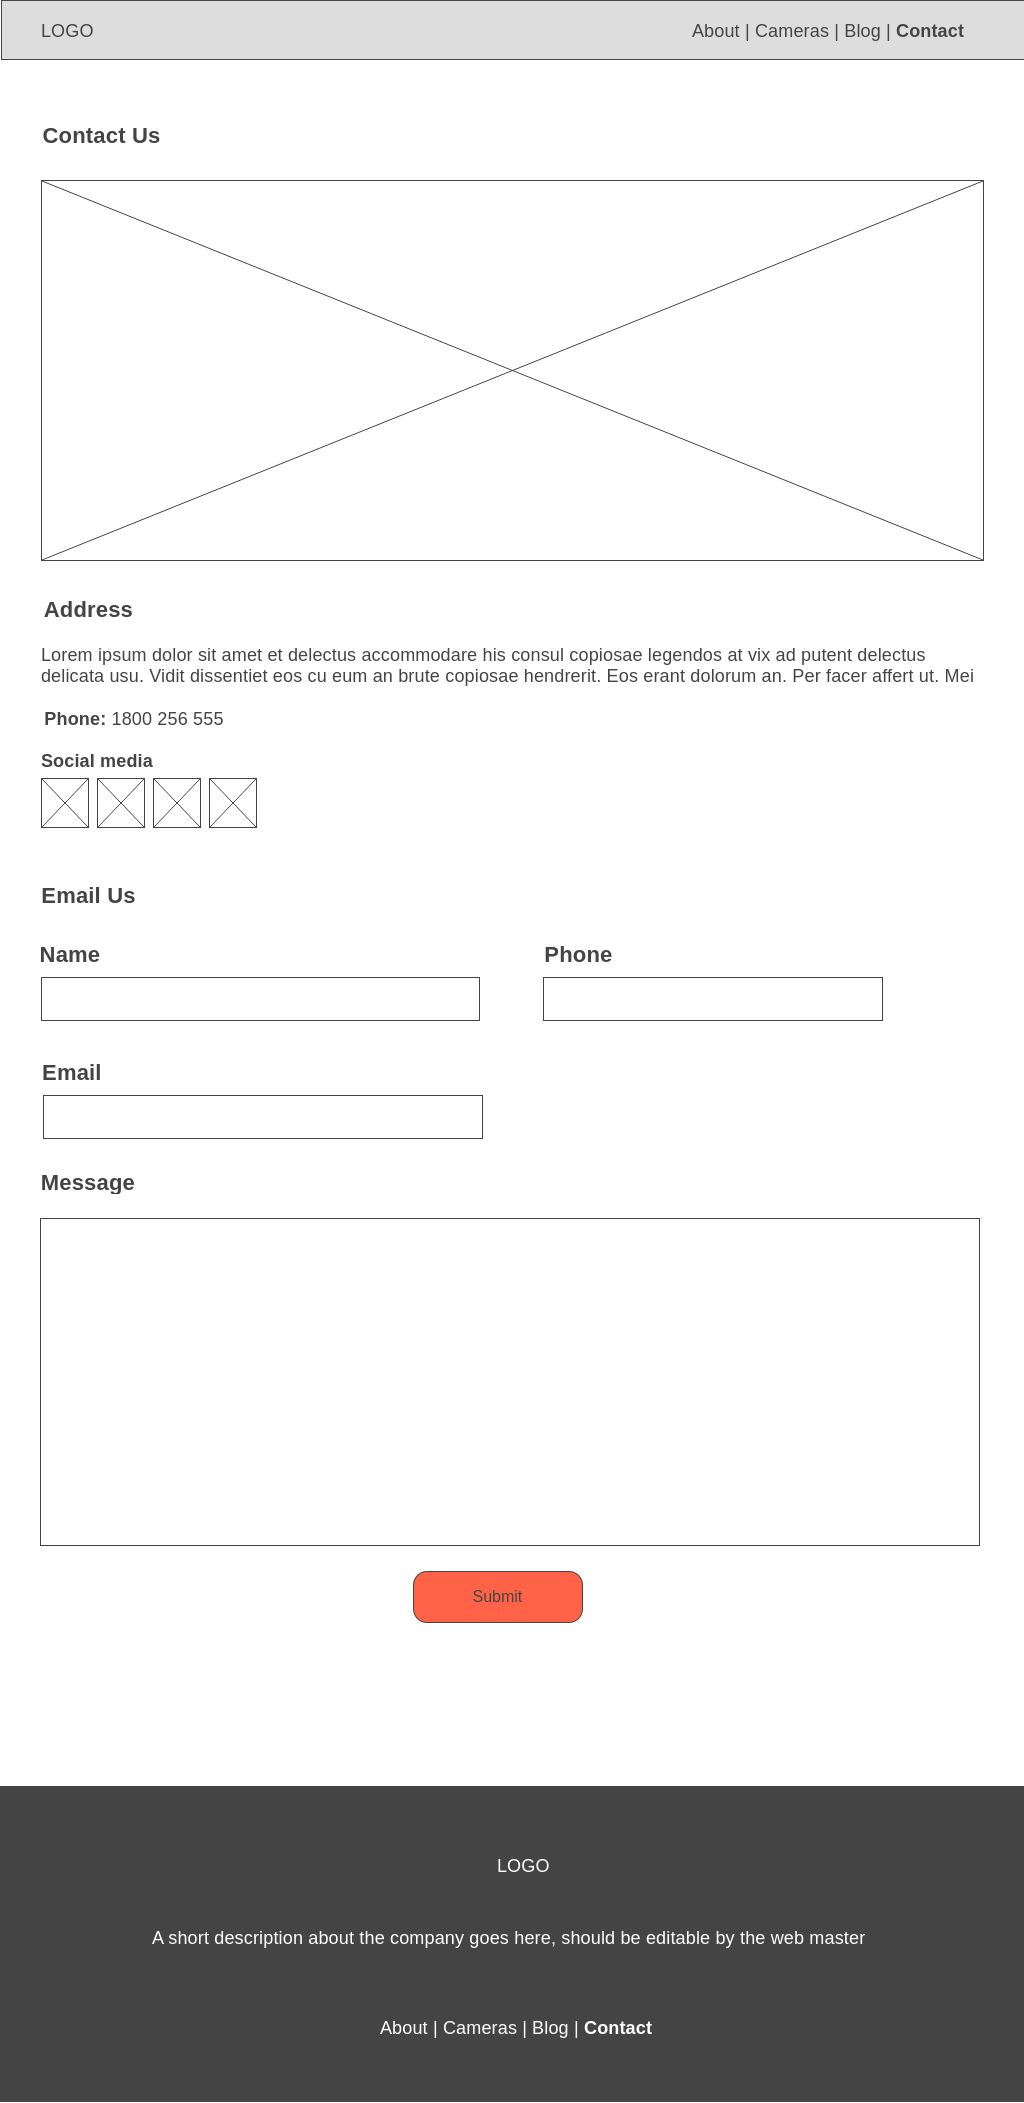 LOGO
About | Cameras | Blog | Contact
Contact Us
Address
Lorem ipsum dolor sit amet et delectus accommodare his consul copiosae legendos at vix ad putent delectus
delicata usu. Vidit dissentiet eos cu eum an brute copiosae hendrerit. Eos erant dolorum an. Per facer affert ut. Mei
Phone: 1800 256 555
Social media
Email Us
Name
Phone
Email
Message
Submit
LOGO
A short description about the company goes here, should be editable by the web master
About | Cameras | Blog | Contact